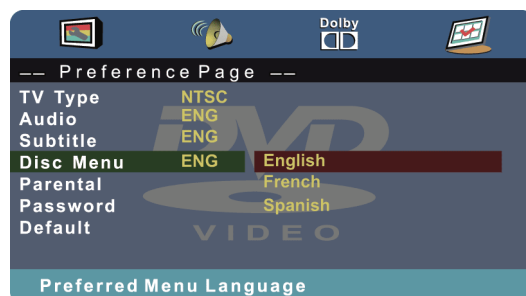 Dolby
-- Preference Page --
TV Type NTSC
Audio ENG
Subtitle ENG
Disc Menu ENG English
Parental French
Password Spanish
Default
DVD
VIDEO
Preferred Menu Language